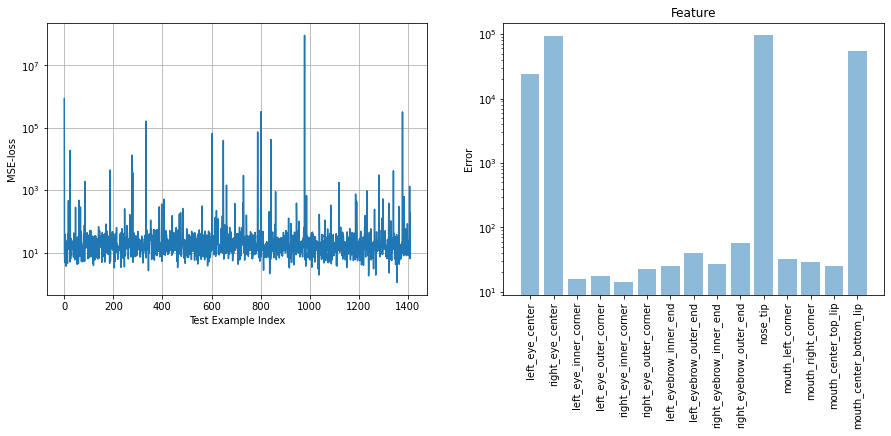 MSE-loss
10^7
10^5
10^3
10^1
0 200 400 600 800 1000 1200 1400
Test Example Index
Feature
Error
10^5
10^4
10^3
10^2
10^1
left_eye_center
right_eye_center
left_eye_inner_corner
left_eye_outer_corner
right_eye_inner_corner
right_eye_outer_corner
left_eyebrow_inner_end
left_eyebrow_outer_end
right_eyebrow_inner_end
right_eyebrow_outer_end
nose_tip
mouth_left_corner
mouth_right_corner
mouth_center_top_lip
mouth_center_bottom_lip